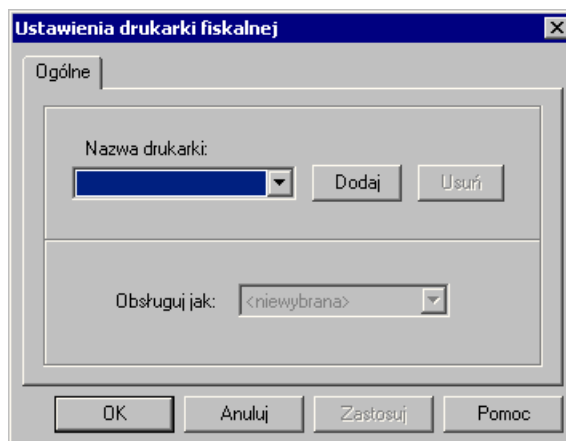 Ustawienia drukarki fiskalnej
Ogólne
Nazwa drukarki:
Dodaj
Usuń
Obsługuj jak:
<niewybrana>
OK
Anuluj
Zastosuj
Pomoc